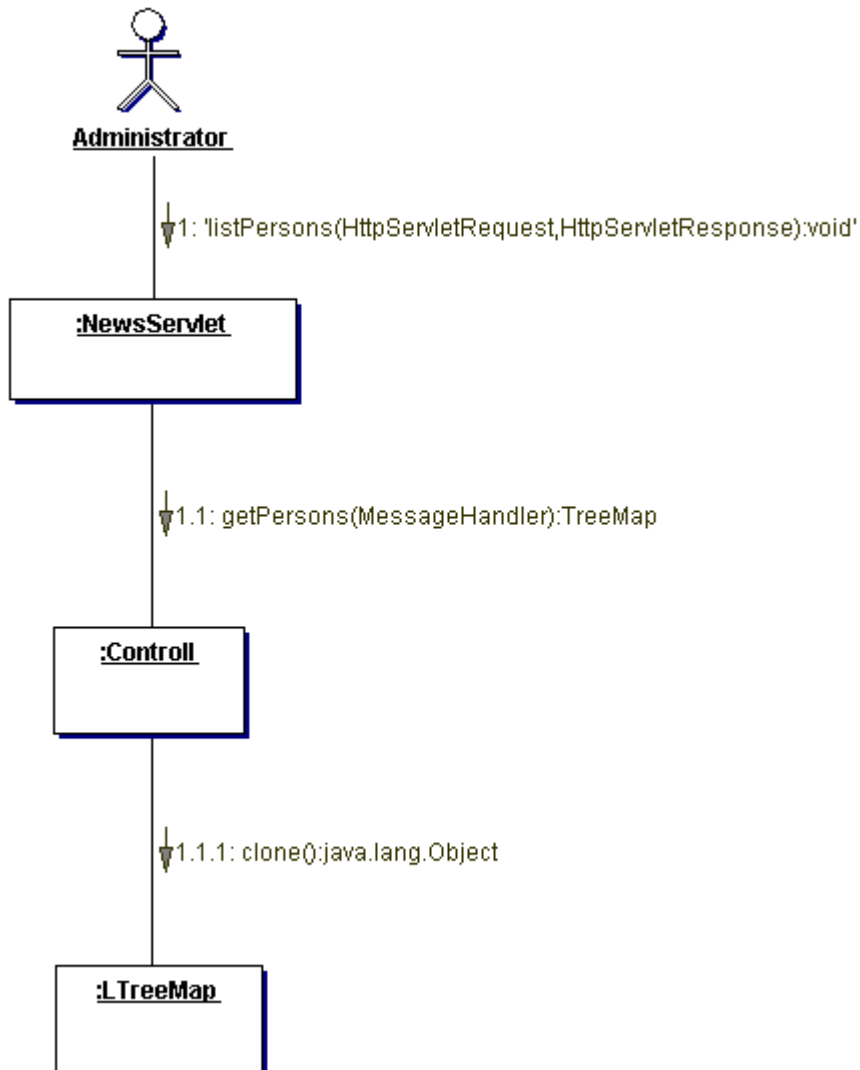 Administrator
1: 'listPersons(HttpServletRequest,HttpServletResponse):void'
:NewsServlet
1.1: getPersons(MessageHandler):TreeMap
:Controll
1.1.1: clone():java.lang.Object
:LTreeMap